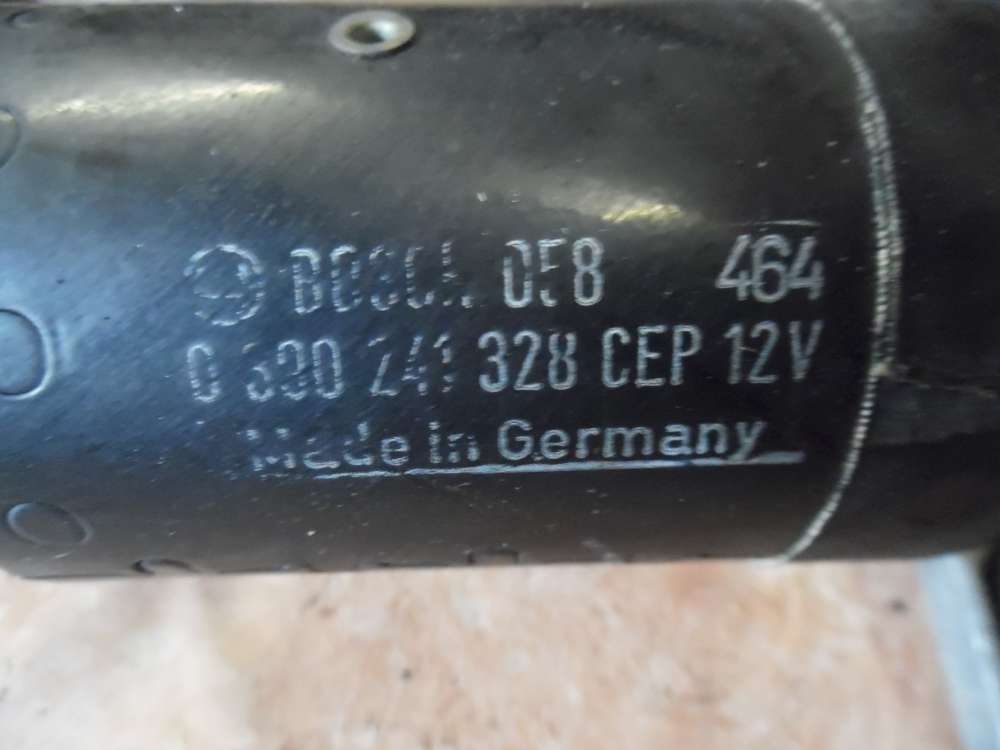 BOSCH 058 464
0 390 241 328 CEP 12V
Made in Germany